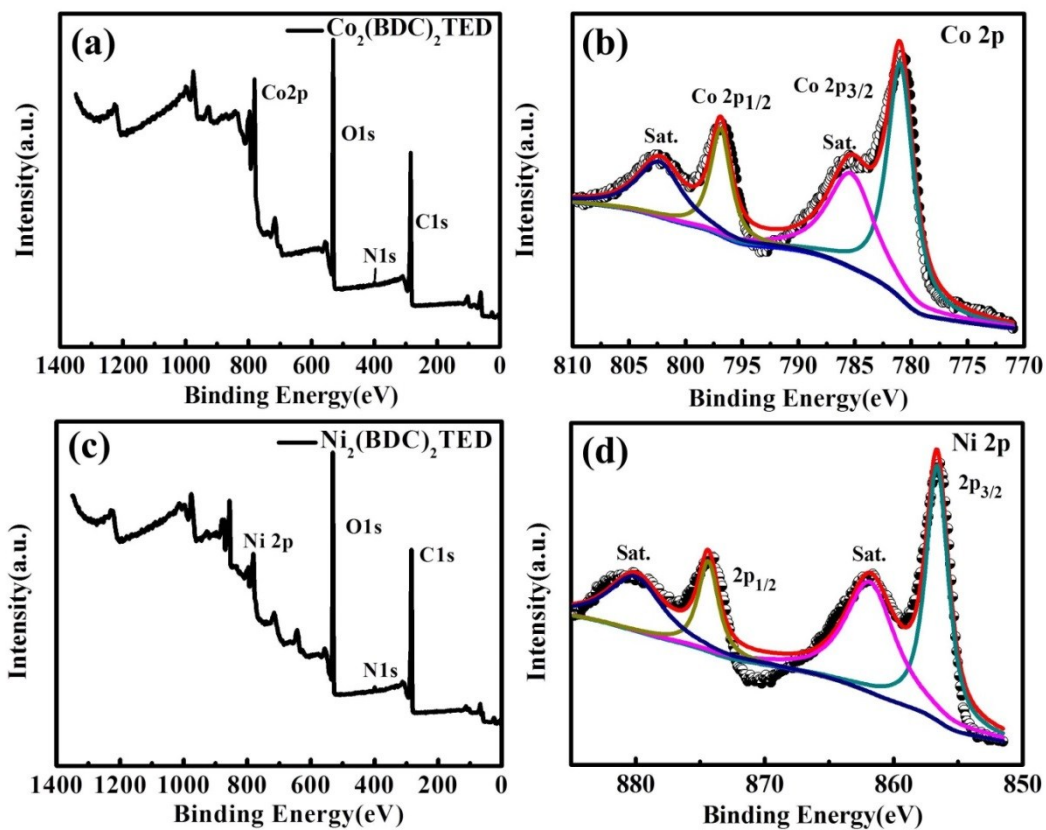 (a)
Co₂(BDC)₂TED
Co2p
O1s
N1s
C1s
Intensity(a.u.)
1400 1200 1000 800 600 400 200 0
Binding Energy(eV)
(b)
Co 2p
Co 2p₃/₂
Co 2p₁/₂
Sat.
Sat.
Intensity(a.u.)
810 805 800 795 790 785 780 775 770
Binding Energy(eV)
(c)
Ni₂(BDC)₂TED
Ni 2p
O1s
N1s
C1s
Intensity(a.u.)
1400 1200 1000 800 600 400 200 0
Binding Energy(eV)
(d)
Ni 2p
2p₃/₂
Sat.
2p₁/₂
Sat.
Intensity(a.u.)
880 870 860 850
Binding Energy(eV)